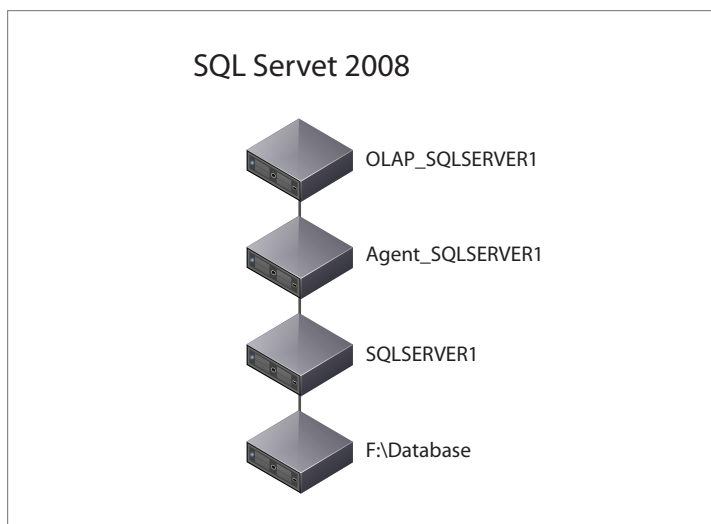 SQL Servet 2008
OLAP_SQLSERVER1
Agent_SQLSERVER1
SQLSERVER1
F:\Database